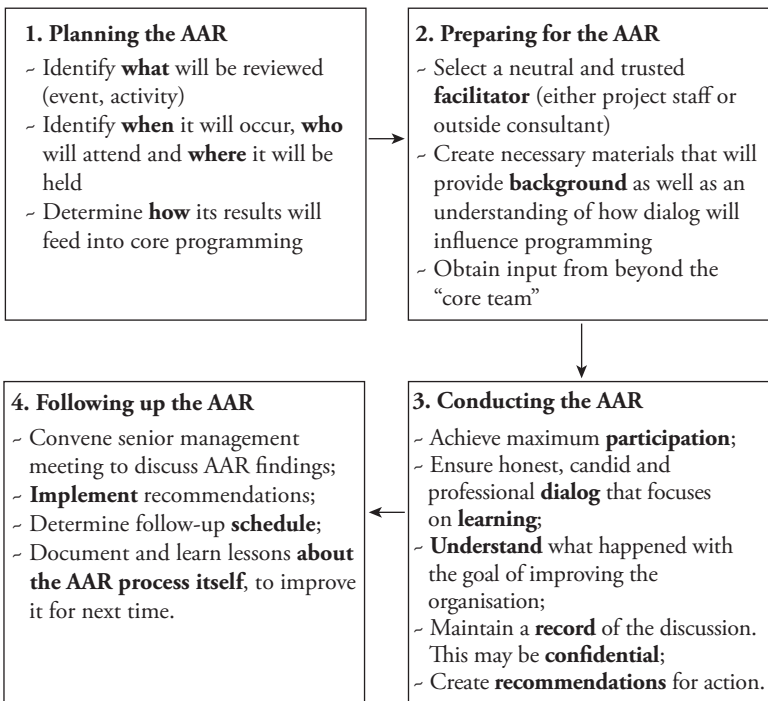 1. Planning the AAR
~ Identify what will be reviewed
(event, activity)
~ Identify when it will occur, who
will attend and where it will be
held
~ Determine how its results will
feed into core programming
2. Preparing for the AAR
~ Select a neutral and trusted
facilitator (either project staff or
outside consultant)
~ Create necessary materials that will
provide background as well as an
understanding of how dialog will
influence programming
~ Obtain input from beyond the
“core team”
3. Conducting the AAR
~ Achieve maximum participation;
~ Ensure honest, candid and
professional dialog that focuses
on learning;
~ Understand what happened with
the goal of improving the
organisation;
~ Maintain a record of the discussion.
This may be confidential;
~ Create recommendations for action.
4. Following up the AAR
~ Convene senior management
meeting to discuss AAR findings;
~ Implement recommendations;
~ Determine follow-up schedule;
~ Document and learn lessons about
the AAR process itself, to improve
it for next time.